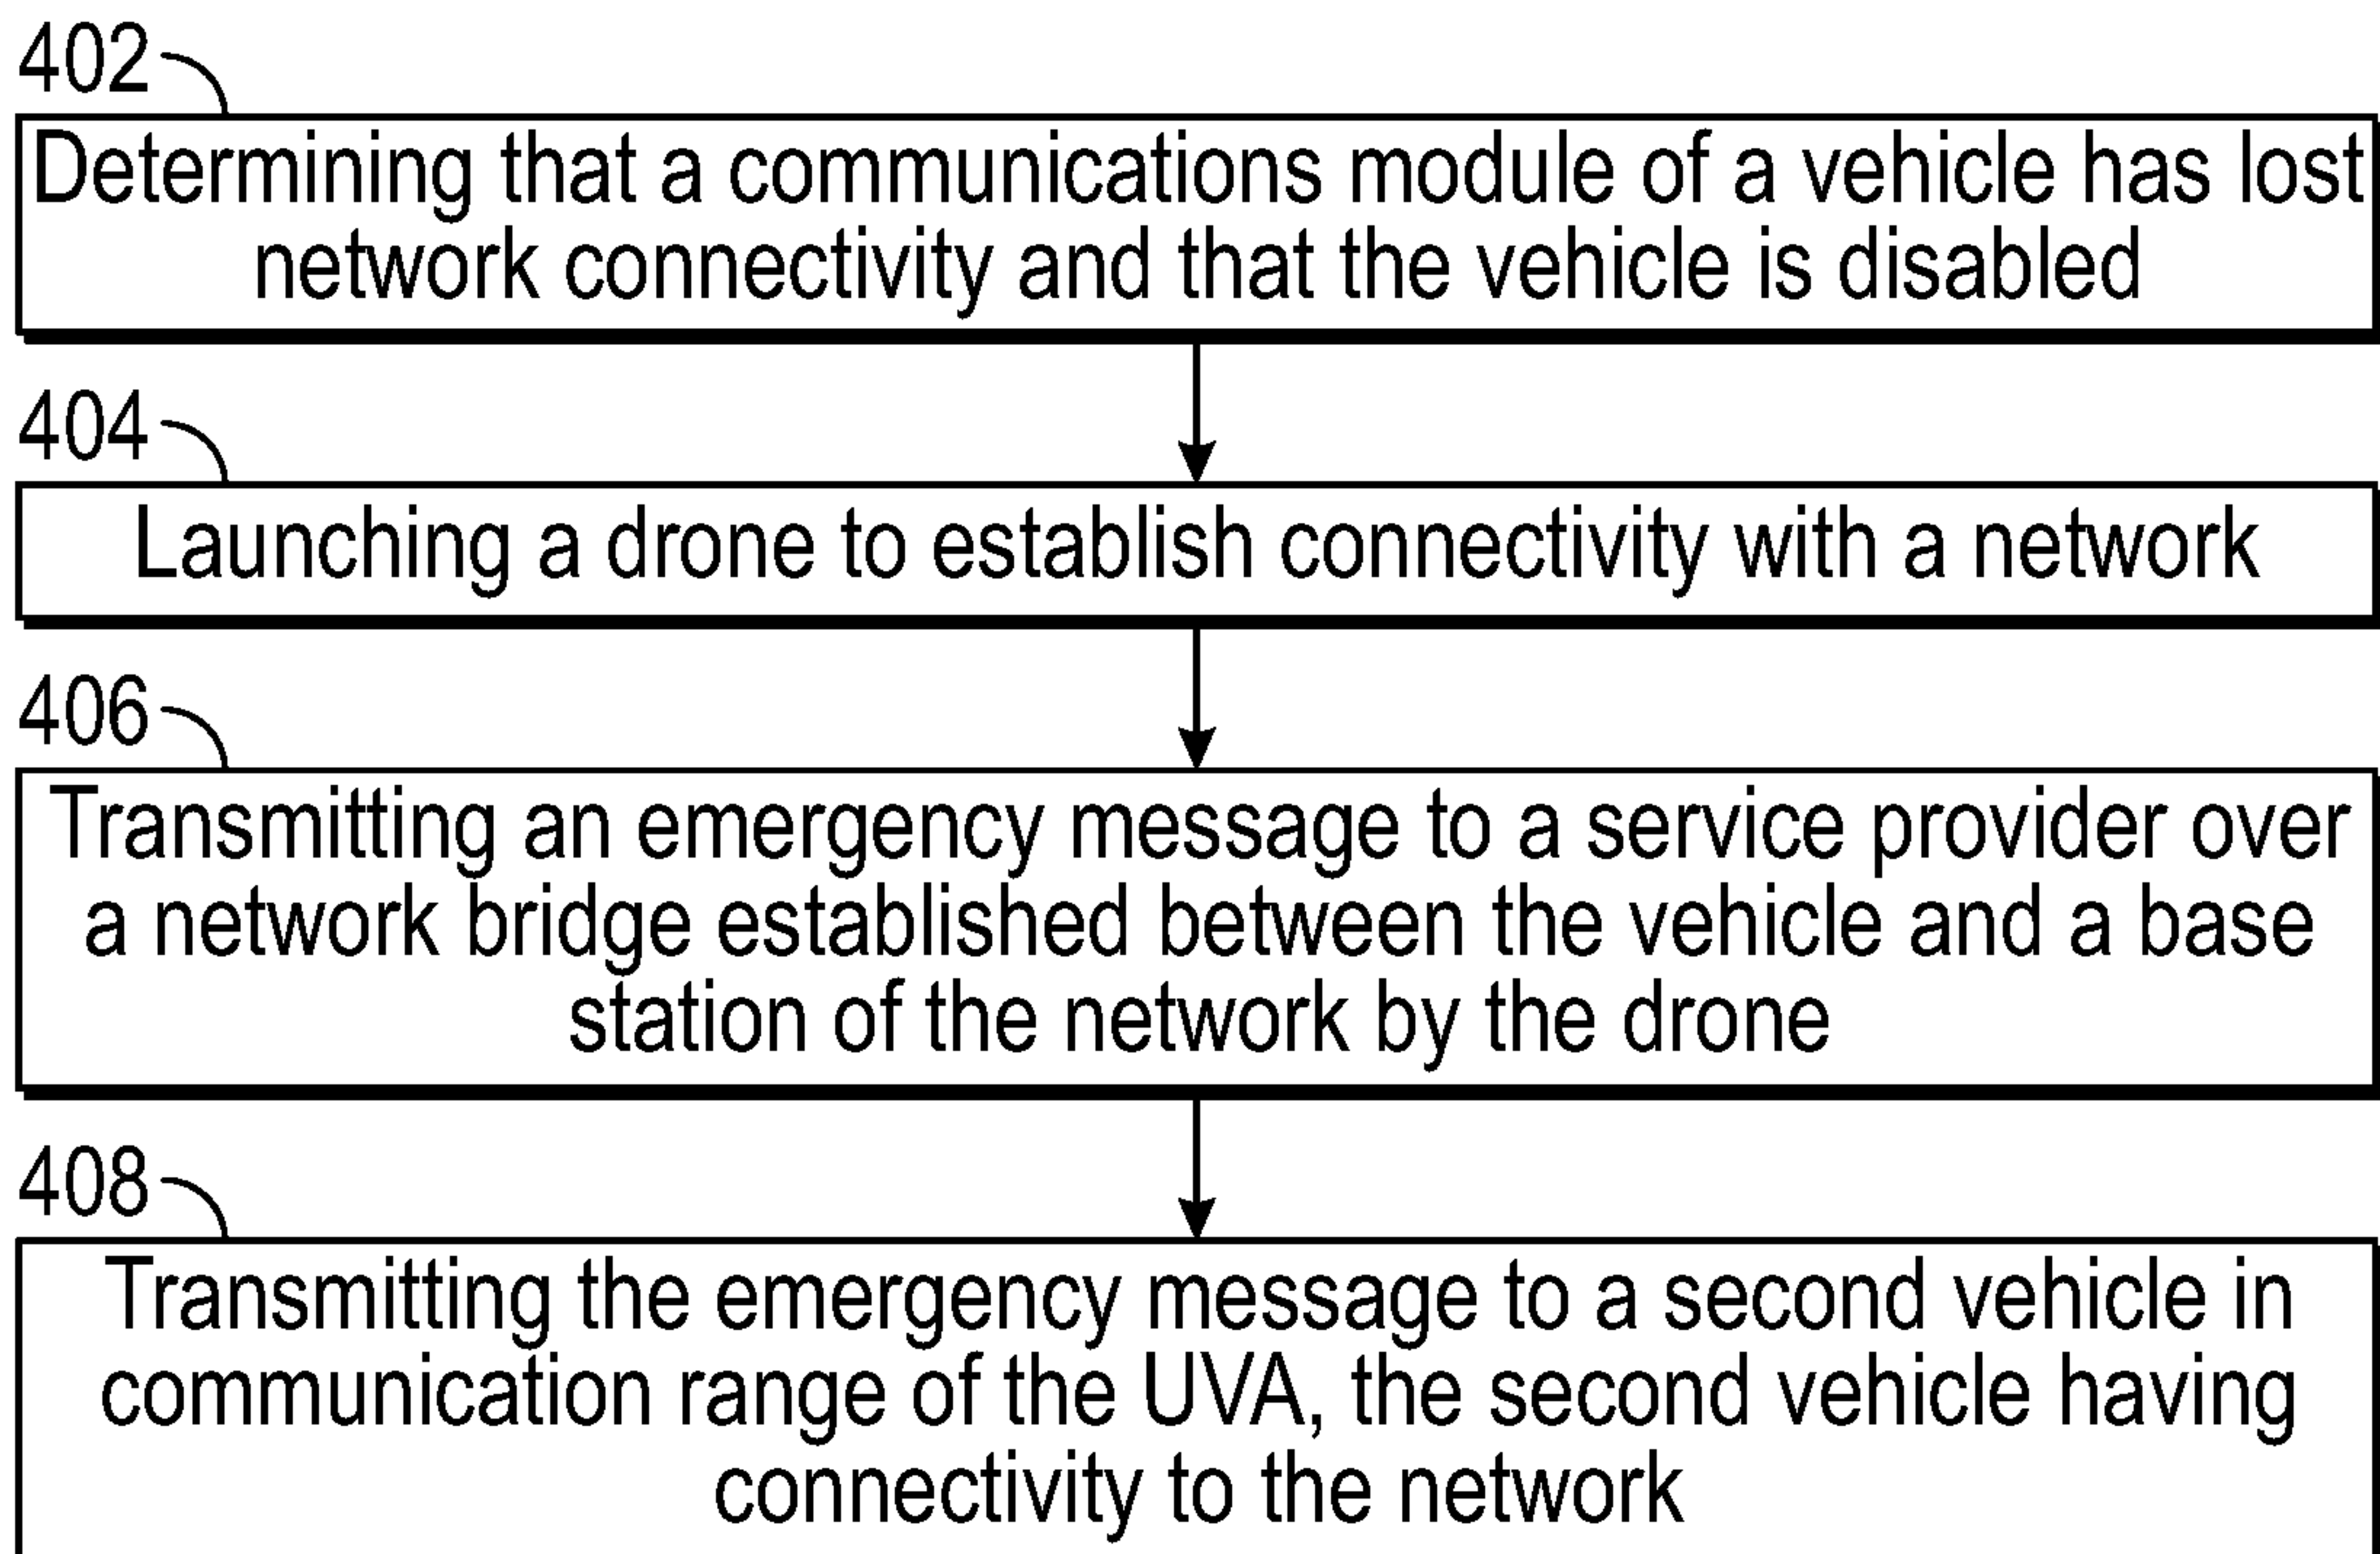 402
Determining that a communications module of a vehicle has lost
network connectivity and that the vehicle is disabled
404
Launching a drone to establish connectivity with a network
406
Transmitting an emergency message to a service provider over
a network bridge established between the vehicle and a base
station of the network by the drone
408
Transmitting the emergency message to a second vehicle in
communication range of the UVA, the second vehicle having
connectivity to the network